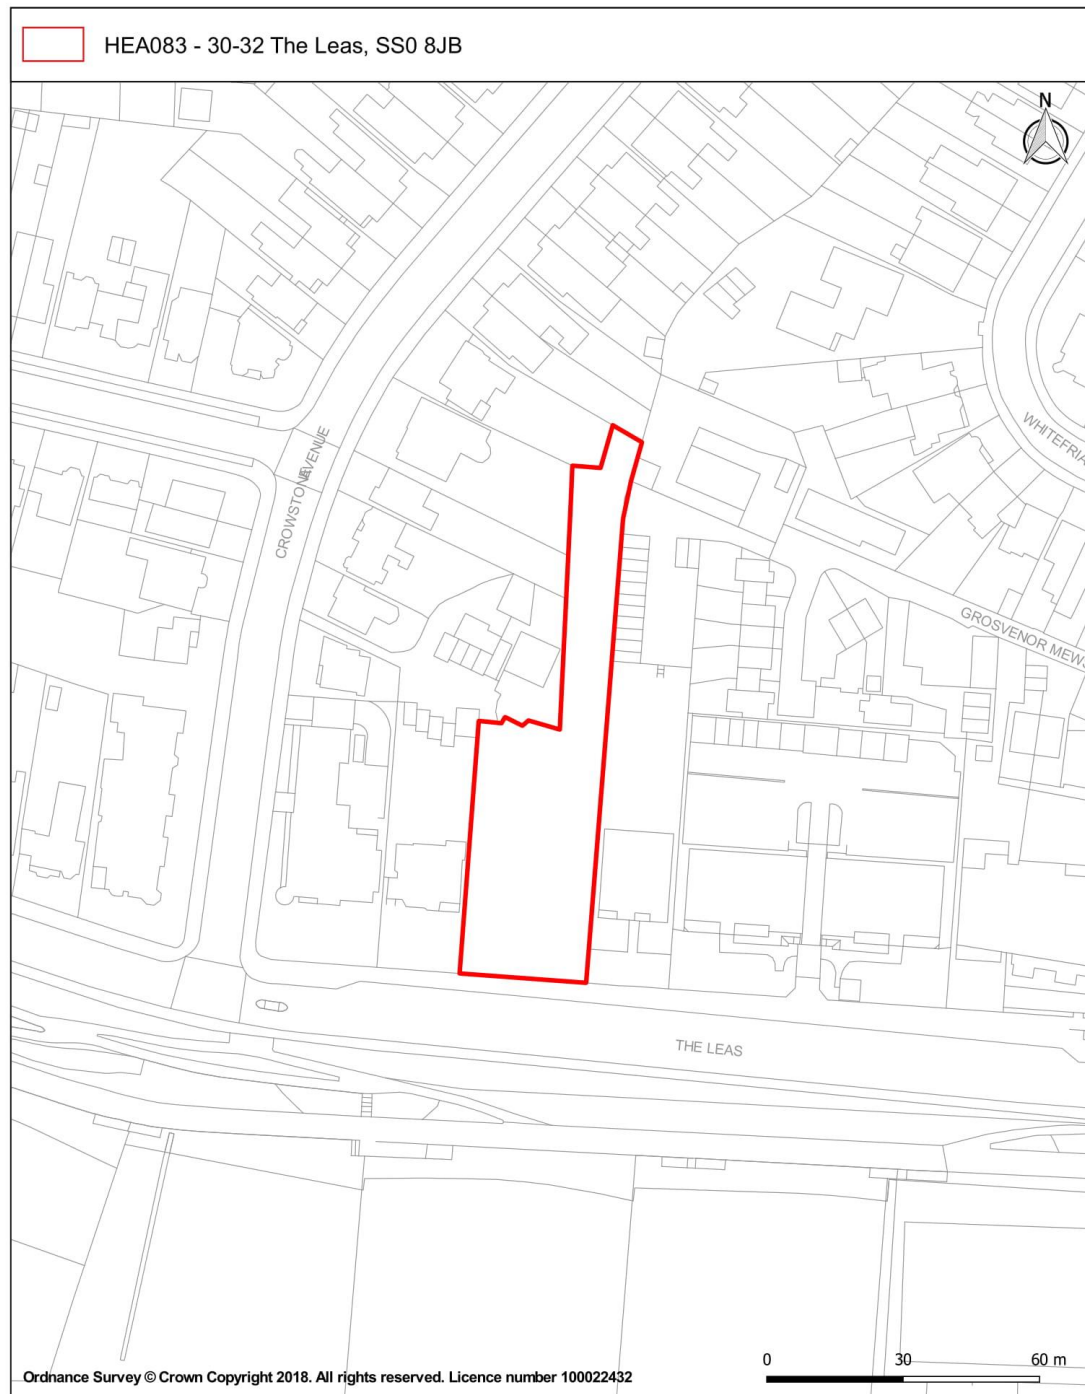 HEA083 - 30-32 The Leas, SS0 8JB
N
CROWSTONE
AVENUE
WHITEFRIA
GROSVENOR MEWS
THE LEAS
0 30 60 m
Ordnance Survey © Crown Copyright 2018. All rights reserved. Licence number 100022432